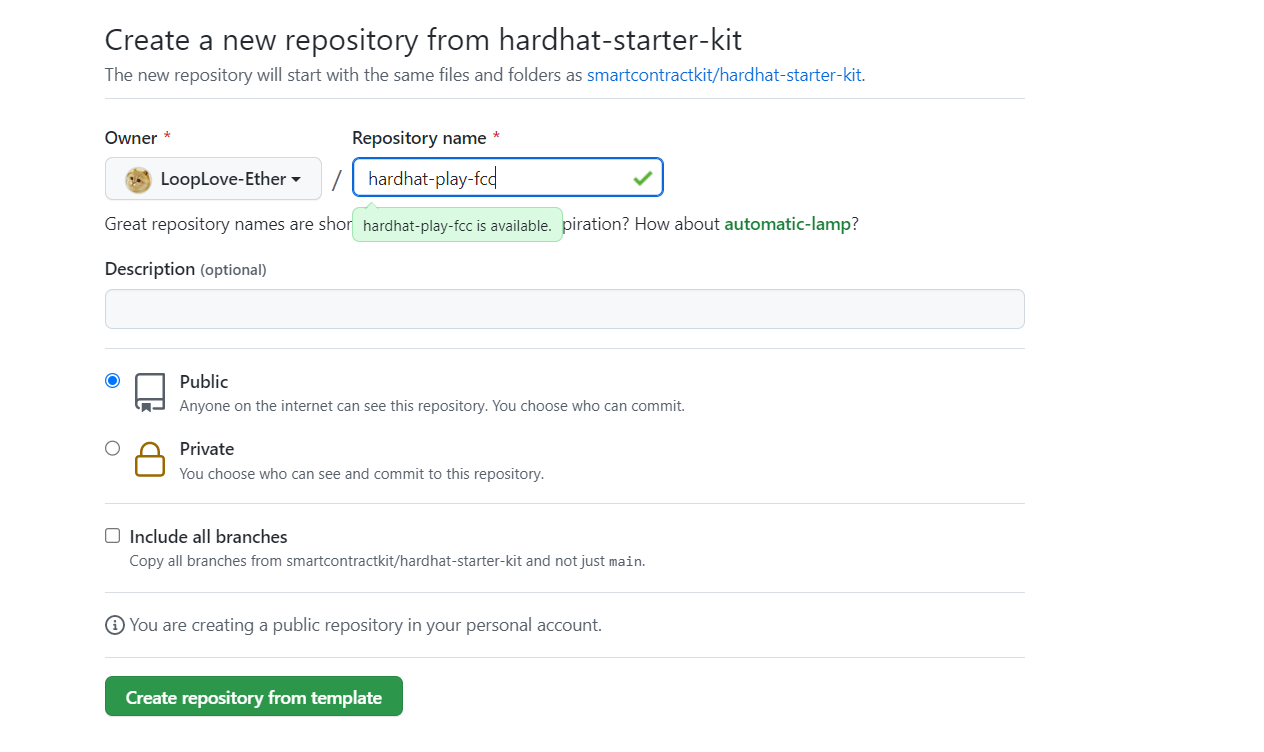 Create a new repository from hardhat-starter-kit
The new repository will start with the same files and folders as smartcontractkit/hardhat-starter-kit.
Owner *
Repository name *
LoopLove-Ether / hardhat-play-fcc
Great repository names are shor
hardhat-play-fcc is available.
piration? How about automatic-lamp?
Description (optional)
Public
Anyone on the internet can see this repository. You choose who can commit.
Private
You choose who can see and commit to this repository.
Include all branches
Copy all branches from smartcontractkit/hardhat-starter-kit and not just main.
You are creating a public repository in your personal account.
Create repository from template